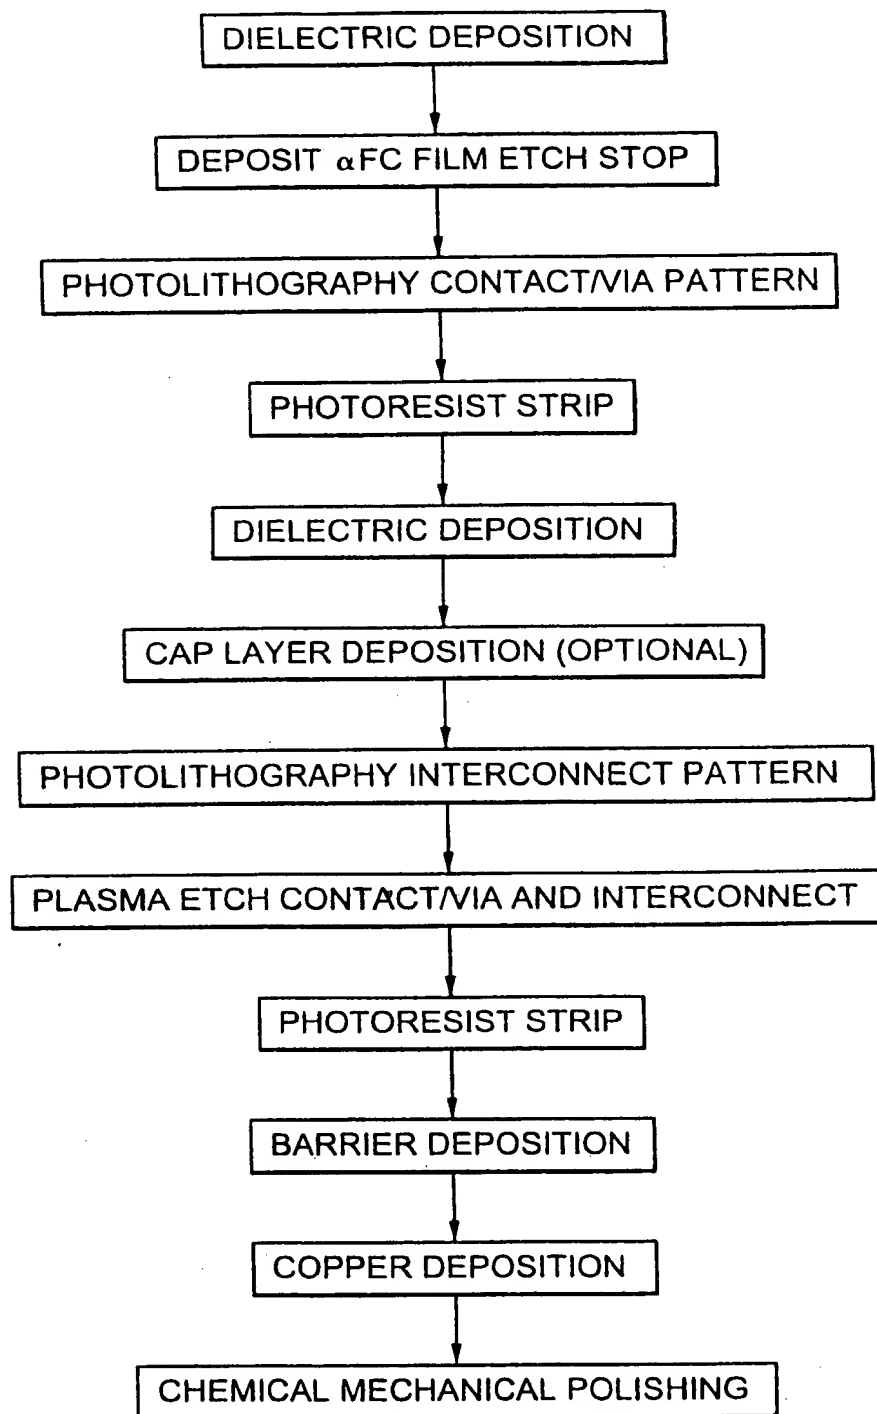 DIELECTRIC DEPOSITION
DEPOSIT αFC FILM ETCH STOP
PHOTOLITHOGRAPHY CONTACT/VIA PATTERN
PHOTORESIST STRIP
DIELECTRIC DEPOSITION
CAP LAYER DEPOSITION (OPTIONAL)
PHOTOLITHOGRAPHY INTERCONNECT PATTERN
PLASMA ETCH CONTACT/VIA AND INTERCONNECT
PHOTORESIST STRIP
BARRIER DEPOSITION
COPPER DEPOSITION
CHEMICAL MECHANICAL POLISHING